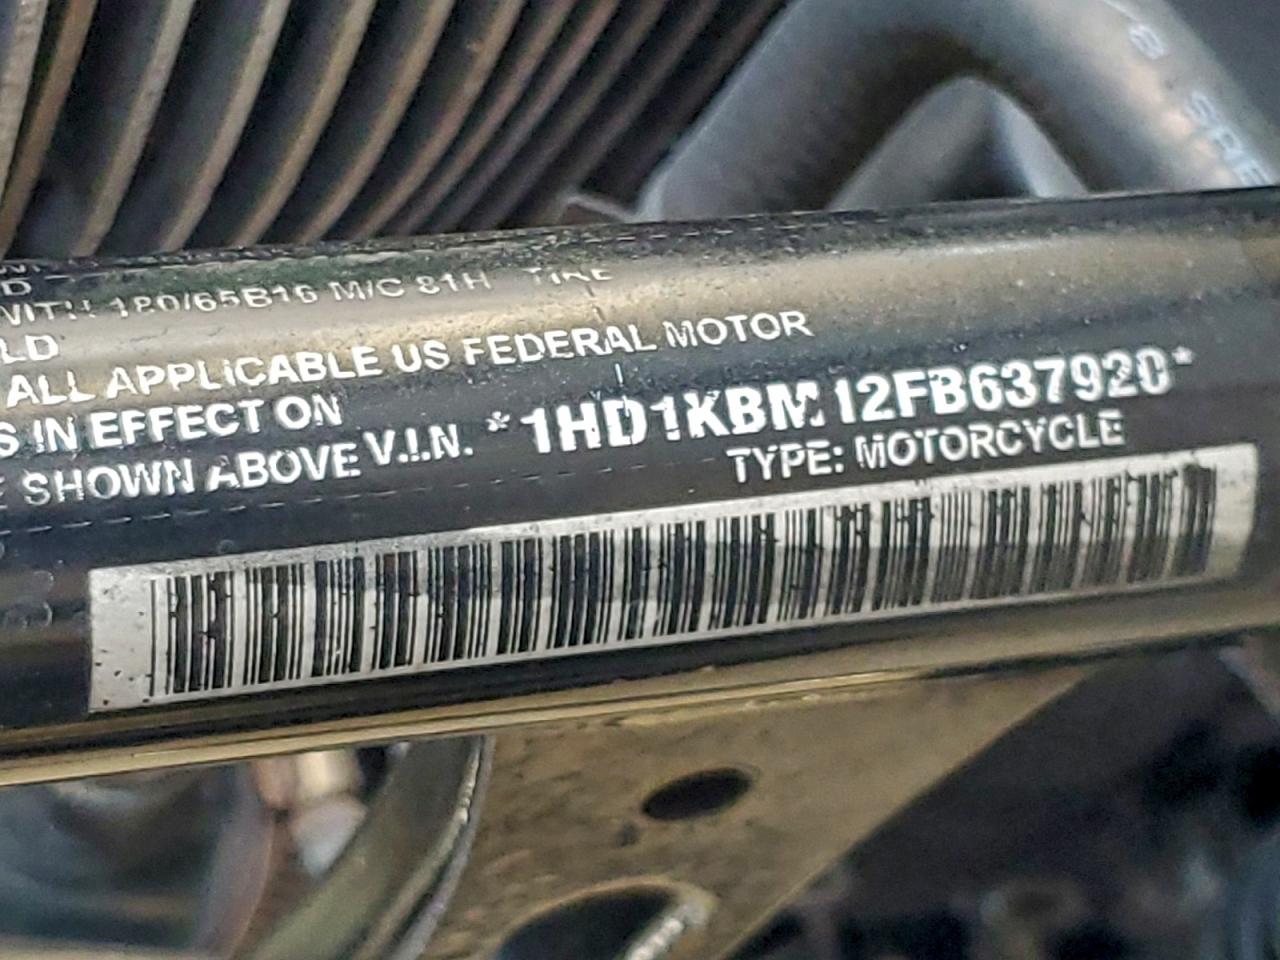 D
WITH 180/65B16 M/C 81H TIRE
LD
ALL APPLICABLE US FEDERAL MOTOR
S IN EFFECT ON
SHOWN ABOVE V.I.N. *1HD1KBM12FB637920*
TYPE: MOTORCYCLE